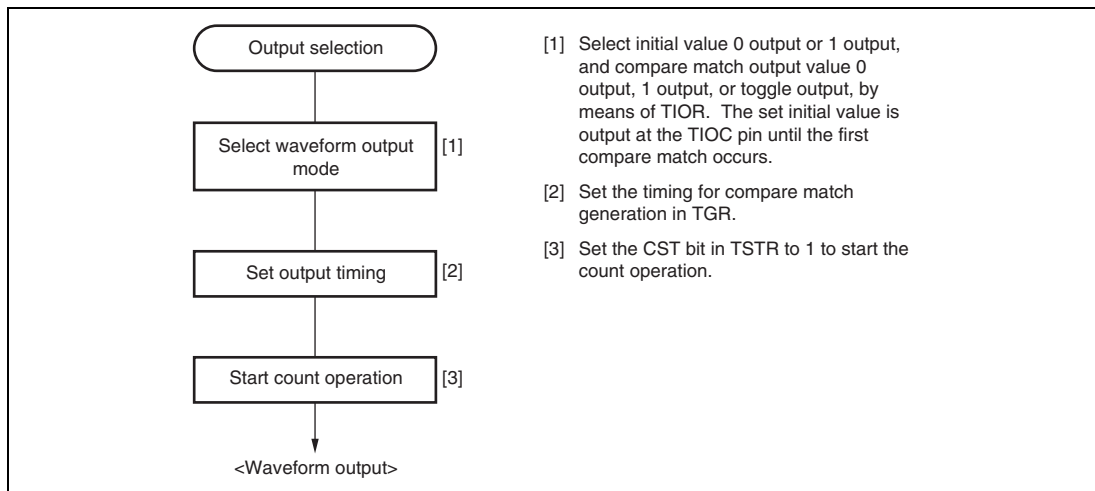 Output selection
Select waveform output
mode
[1]
Set output timing
[2]
Start count operation
[3]
<Waveform output>
[1] Select initial value 0 output or 1 output,
and compare match output value 0
output, 1 output, or toggle output, by
means of TIOR. The set initial value is
output at the TIOC pin until the first
compare match occurs.
[2] Set the timing for compare match
generation in TGR.
[3] Set the CST bit in TSTR to 1 to start the
count operation.